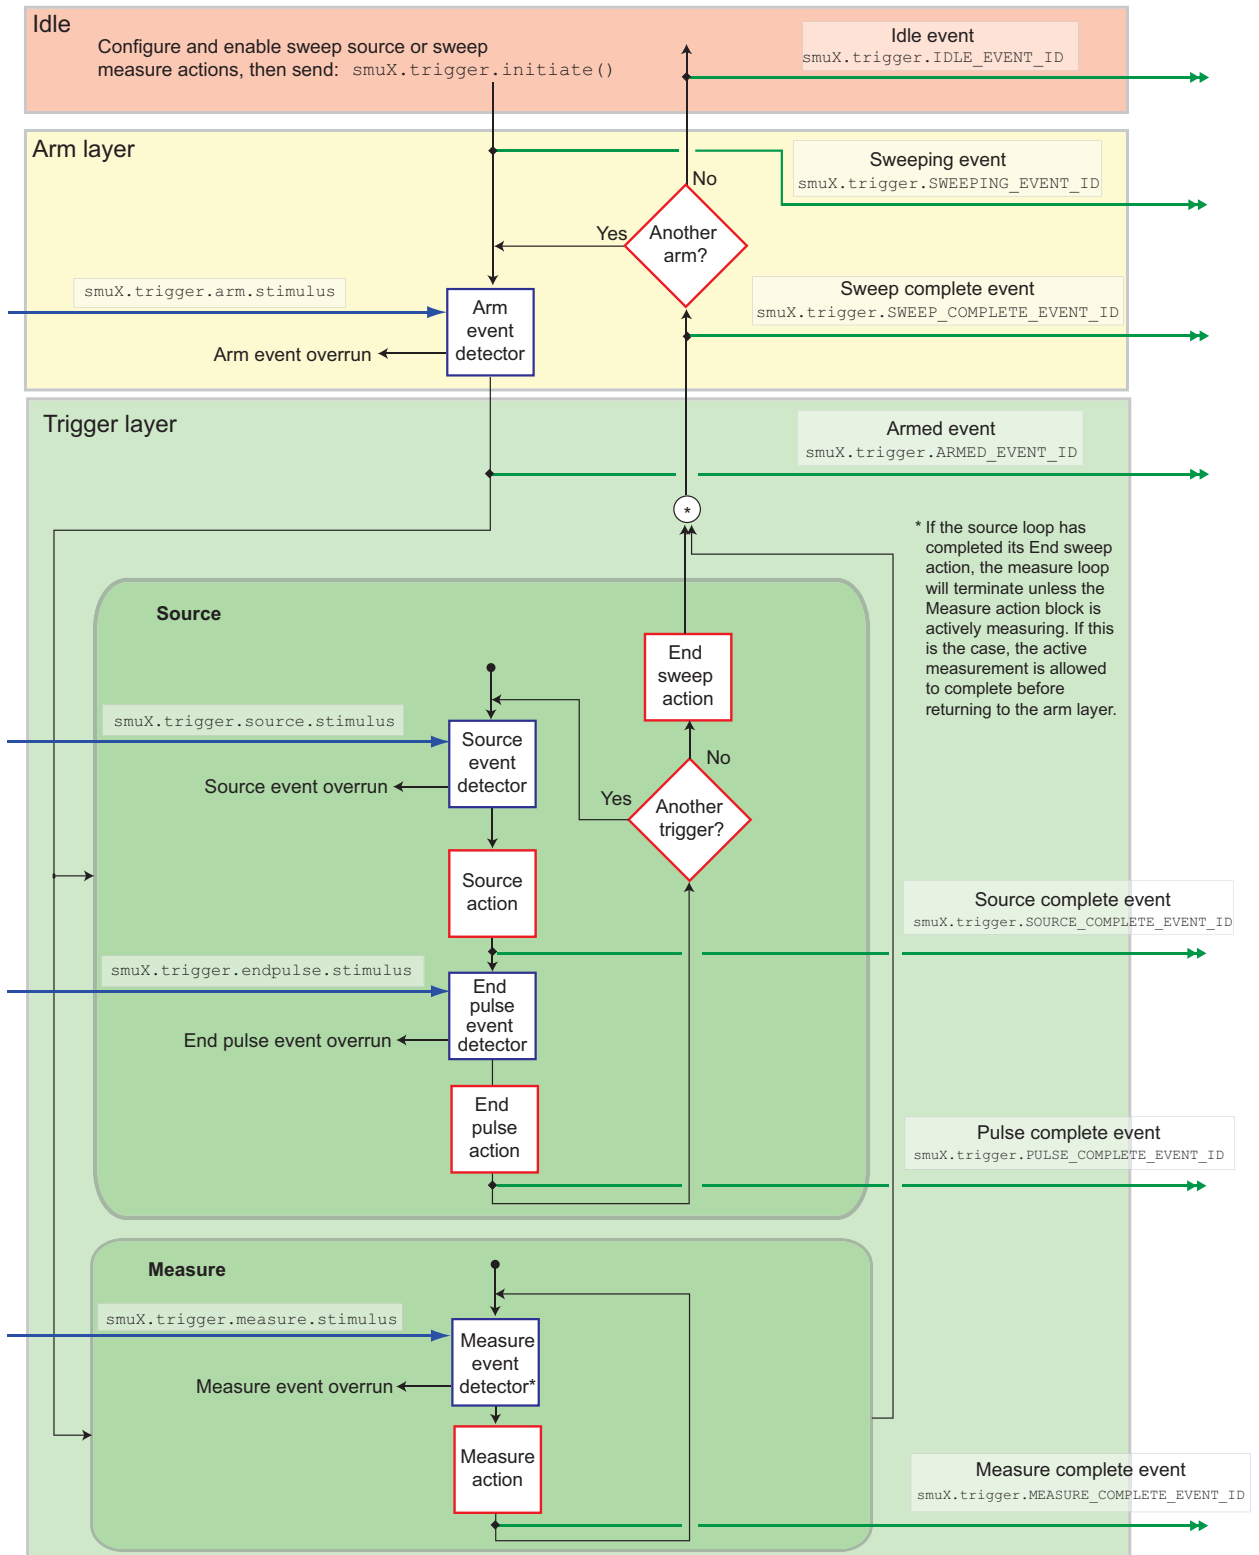 Idle
Configure and enable sweep source or sweep
measure actions, then send: smuX.trigger.initiate()
Idle event
smuX.trigger.IDLE_EVENT_ID
Arm layer
Sweeping event
smuX.trigger.SWEEPING_EVENT_ID
No
Yes
Another
arm?
smuX.trigger.arm.stimulus
Arm
event
detector
Arm event overrun
Sweep complete event
smuX.trigger.SWEEP_COMPLETE_EVENT_ID
Trigger layer
Armed event
smuX.trigger.ARMED_EVENT_ID
*
* If the source loop has
completed its End sweep
action, the measure loop
will terminate unless the
Measure action block is
actively measuring. If this
is the case, the active
measurement is allowed
to complete before
returning to the arm layer.
Source
End
sweep
action
smuX.trigger.source.stimulus
Source
event
detector
Source event overrun
No
Yes
Another
trigger?
Source
action
Source complete event
smuX.trigger.SOURCE_COMPLETE_EVENT_ID
smuX.trigger.endpulse.stimulus
End
pulse
event
detector
End pulse event overrun
End
pulse
action
Pulse complete event
smuX.trigger.PULSE_COMPLETE_EVENT_ID
Measure
smuX.trigger.measure.stimulus
Measure
event
detector*
Measure event overrun
Measure
action
Measure complete event
smuX.trigger.MEASURE_COMPLETE_EVENT_ID